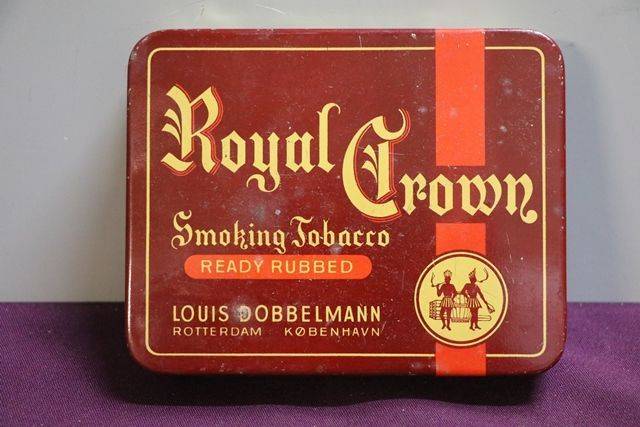 Royal Crown
Smoking Tobacco
READY RUBBED
LOUIS DOBBELMANN
ROTTERDAM KØBENHAVN